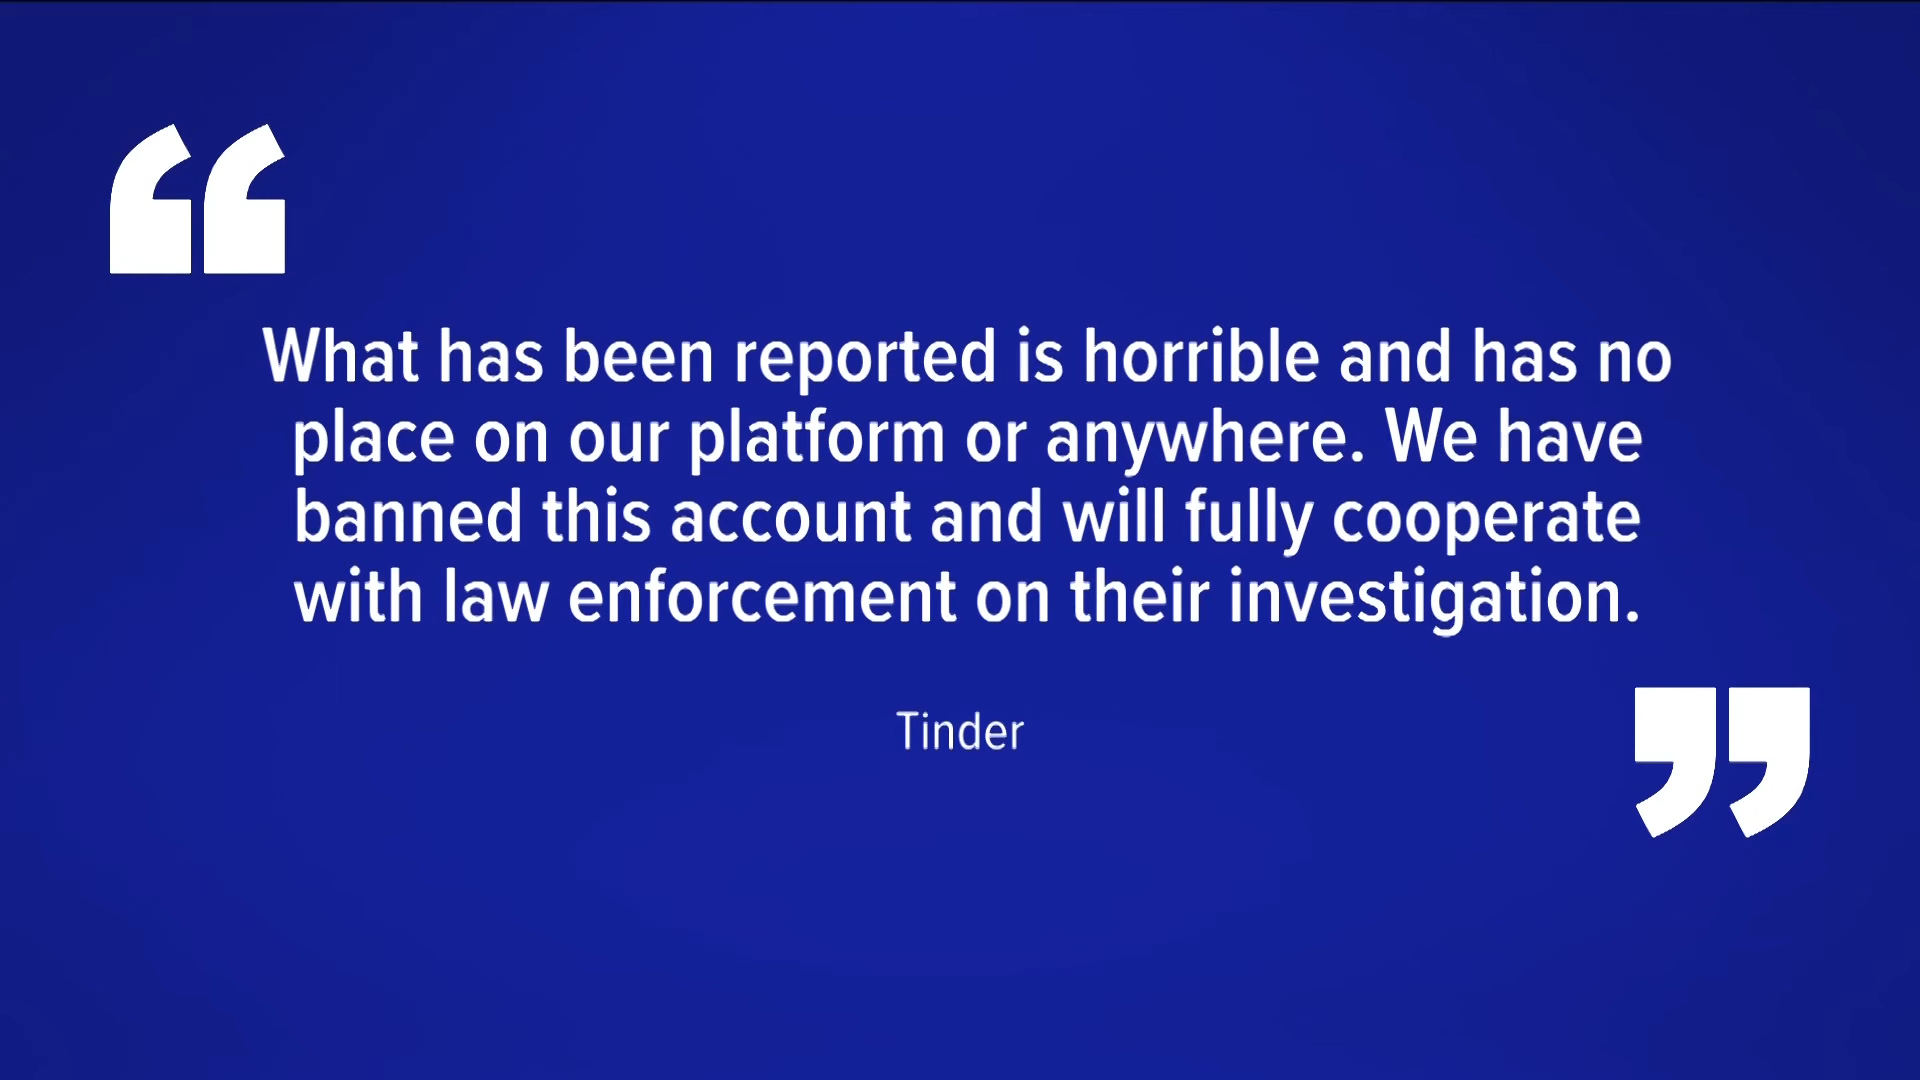 What has been reported is horrible and has no
place on our platform or anywhere. We have
banned this account and will fully cooperate
with law enforcement on their investigation.
Tinder